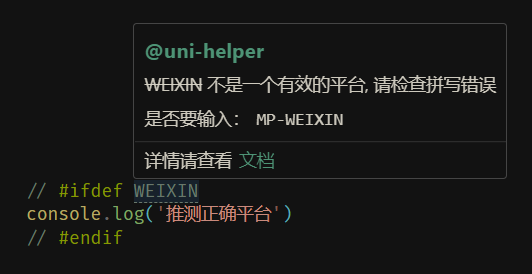 @uni-helper
WEIXIN 不是一个有效的平台, 请检查拼写错误
是否要输入： MP-WEIXIN
详情请查看 文档
// #ifdef WEIXIN
console.log('推测正确平台')
// #endif